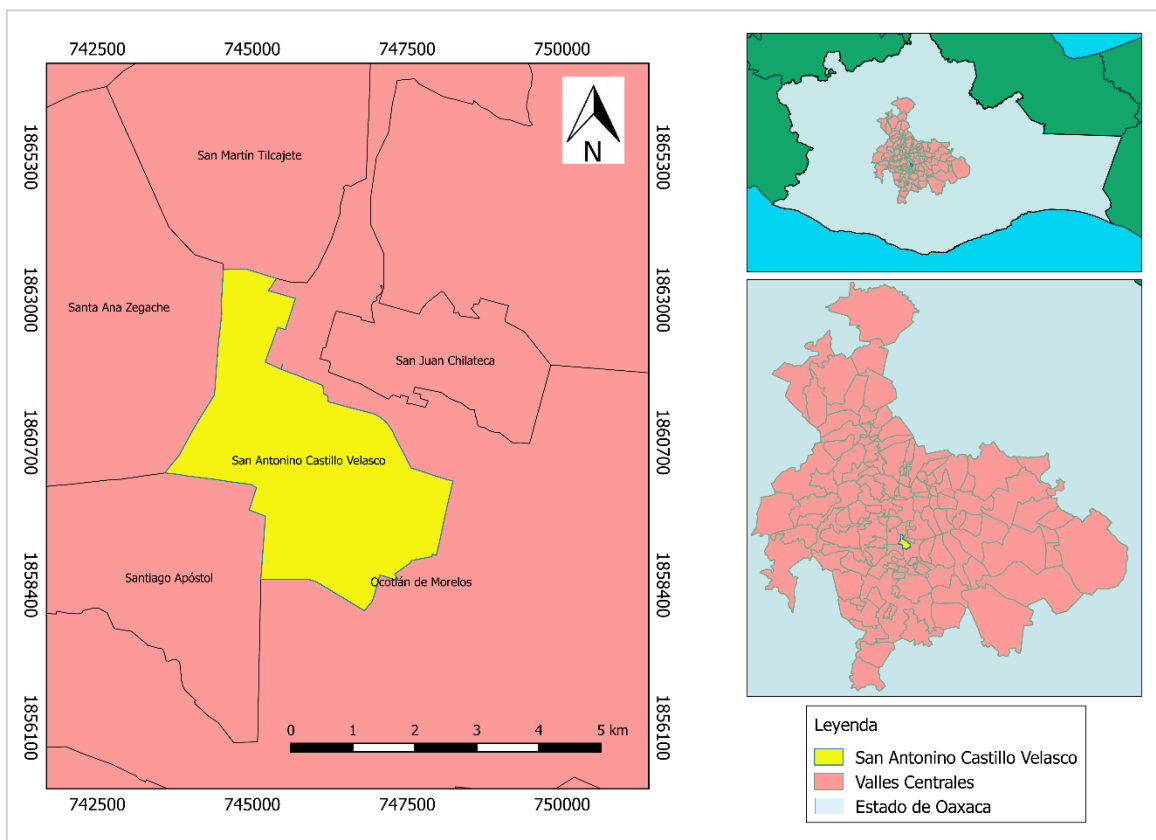 742500 745000 747500 750000
1865300
1863000
1860700
1858400
1856100
1865300
1863000
1860700
1858400
1856100
N
San Martín Tilcajete
Santa Ana Zegache
San Juan Chilateca
San Antonino Castillo Velasco
Santiago Apóstol
Ocotlán de Morelos
0 1 2 3 4 5 km
742500 745000 747500 750000
Leyenda
San Antonino Castillo Velasco
Valles Centrales
Estado de Oaxaca